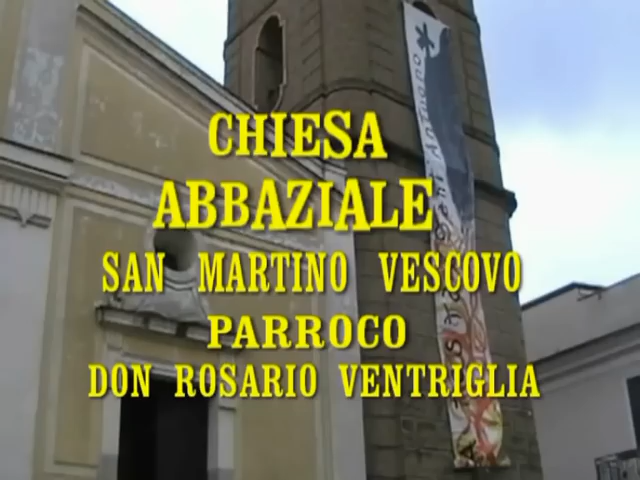 CHIESA
ABBAZIALE
SAN MARTINO VESCOVO
PARROCO
DON ROSARIO VENTRIGLIA